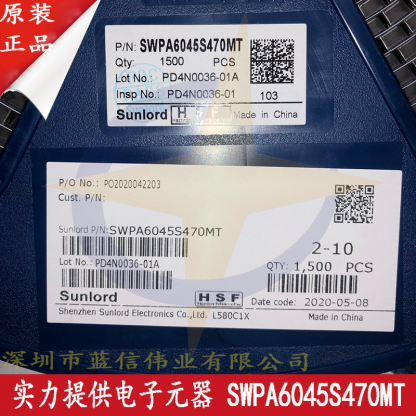 原装
正品
P/N: SWPA6045S470MT
Qty: 1500 PCS
Lot No.: PD4N0036-01A
Insp No.: PD4N0036-01
103
Sunlord HSF Made in China
P/O No.: PO2020042203
Cust. P/N:
Sunlord P/N: SWPA6045S470MT
2-10
Lot No.: PD4N0036-01A
QTY: 1,500 PCS
Sunlord HSF Date code: 2020-05-08
Shenzhen Sunlord Electronics Co.,Ltd. L580C1X
Made in China
深圳市蓝信伟业有限公司
实力提供电子元器 SWPA6045S470MT